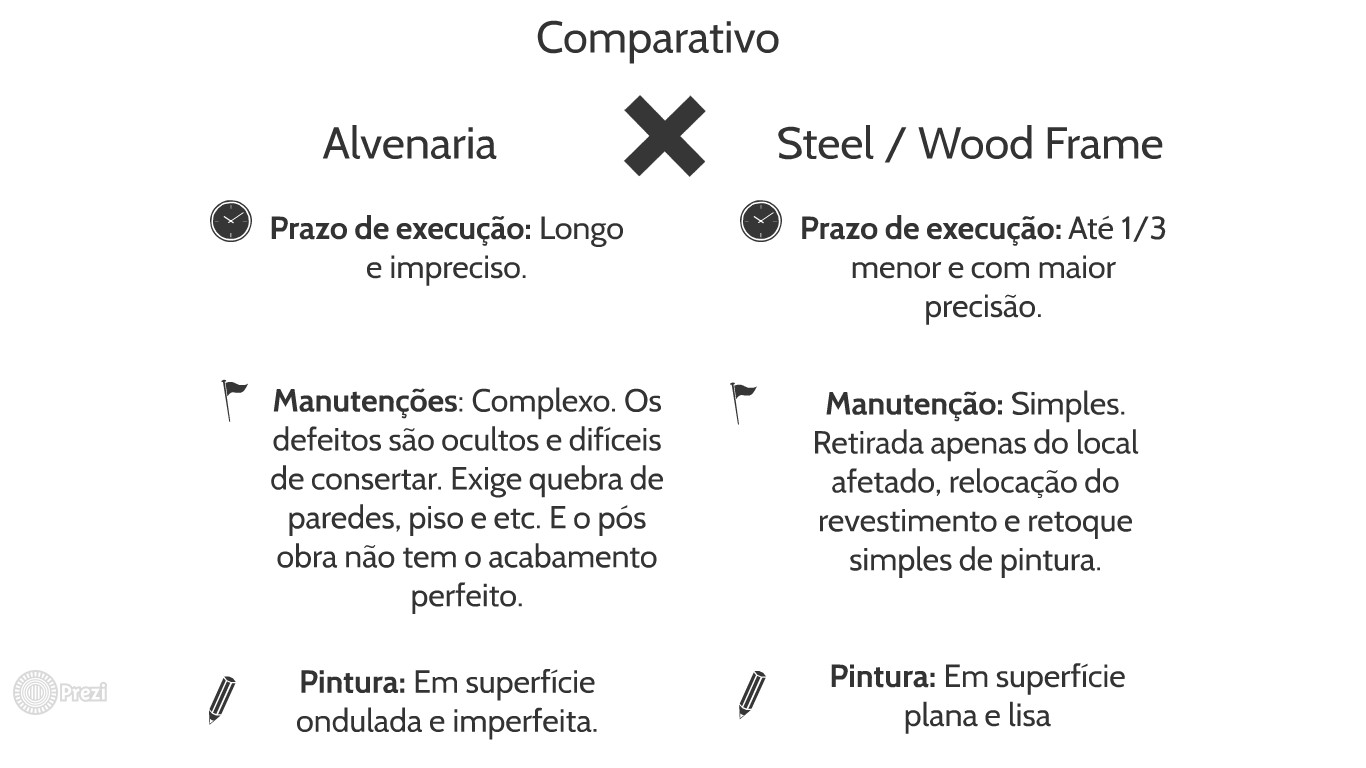 Comparativo
Alvenaria
Steel / Wood Frame
Prazo de execução: Longo
e impreciso.
Prazo de execução: Até 1/3
menor e com maior
precisão.
Manutenções: Complexo. Os
defeitos são ocultos e difíceis
de consertar. Exige quebra de
paredes, piso e etc. E o pós
obra não tem o acabamento
perfeito.
Manutenção: Simples.
Retirada apenas do local
afetado, relocação do
revestimento e retoque
simples de pintura.
Pintura: Em superfície
ondulada e imperfeita.
Pintura: Em superfície
plana e lisa
Prezi